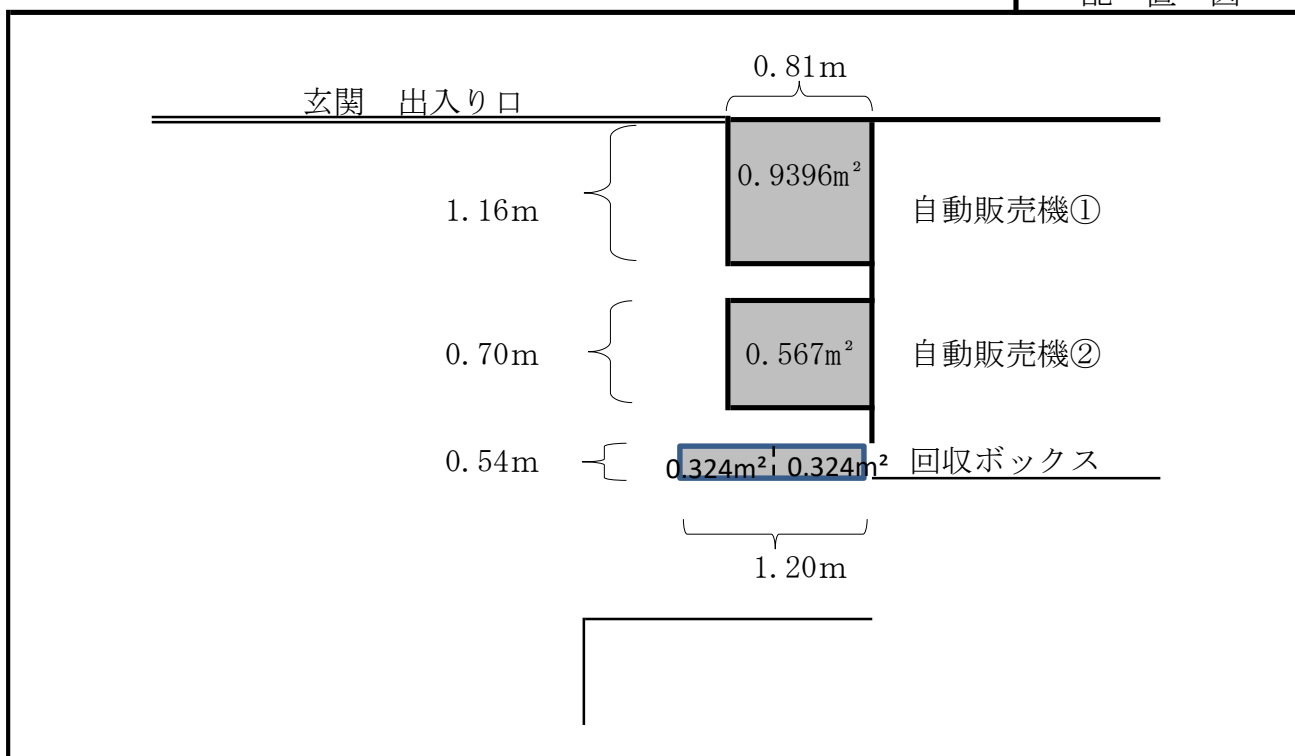 0.81m
玄関　出入り口
0.9396m²
1.16m
自動販売機①
0.70m
0.567m²
自動販売機②
0.54m
0.324m² 0.324m²
回収ボックス
1.20m